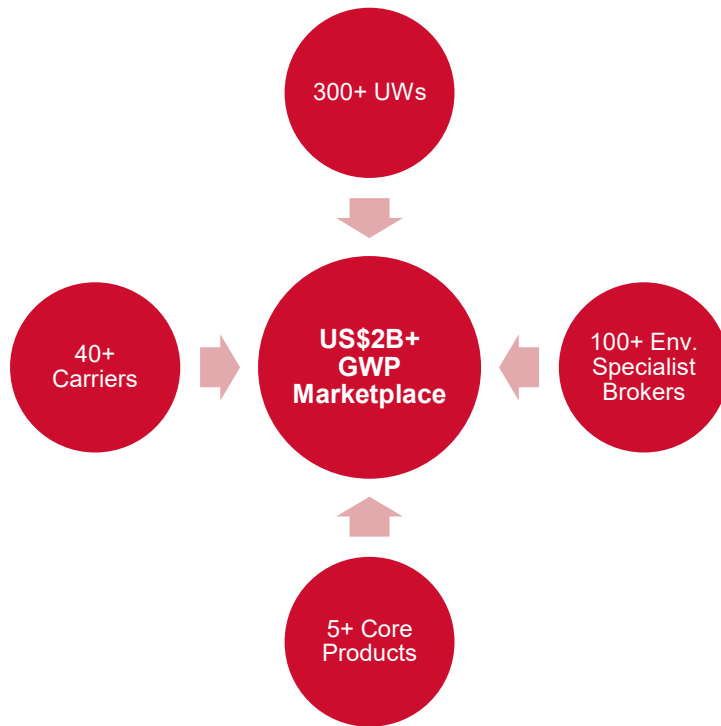 300+ UWs
40+
Carriers
US$2B+
GWP
Marketplace
100+ Env.
Specialist
Brokers
5+ Core
Products